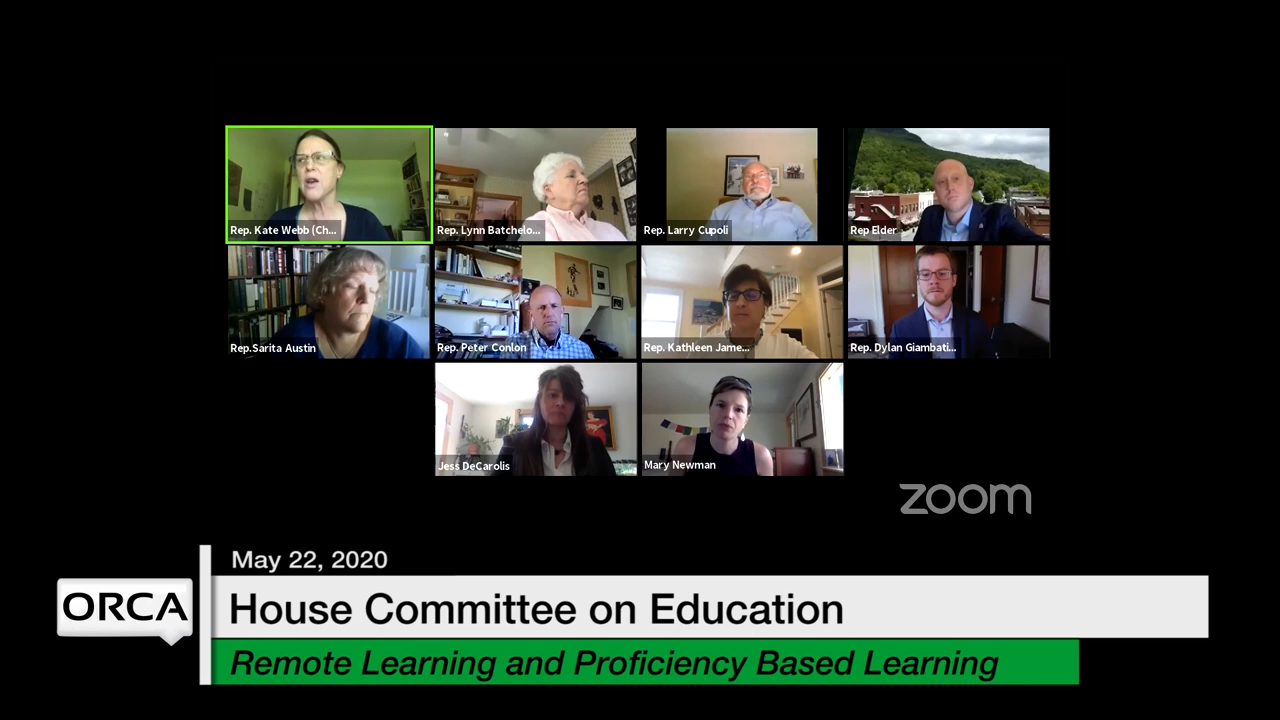 Rep. Kate Webb (Ch...
Rep. Lynn Batchelo...
Rep. Larry Cupoli
Rep Elder
Rep.Sarita Austin
Rep. Peter Conlon
Rep. Kathleen Jame...
Rep. Dylan Giambati...
Jess DeCarolis
Mary Newman
zoom
May 22, 2020
ORCA
House Committee on Education
Remote Learning and Proficiency Based Learning